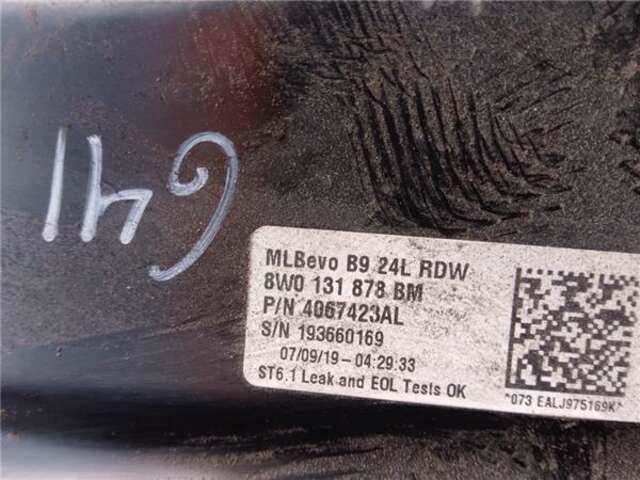 MLBevo B9 24L RDW
8W0 131 878 BM
P/N 4067423AL
S/N 193660169
07/09/19-04:29:33
ST6.1 Leak and EOL Tests OK
*073 EALJ975169K*